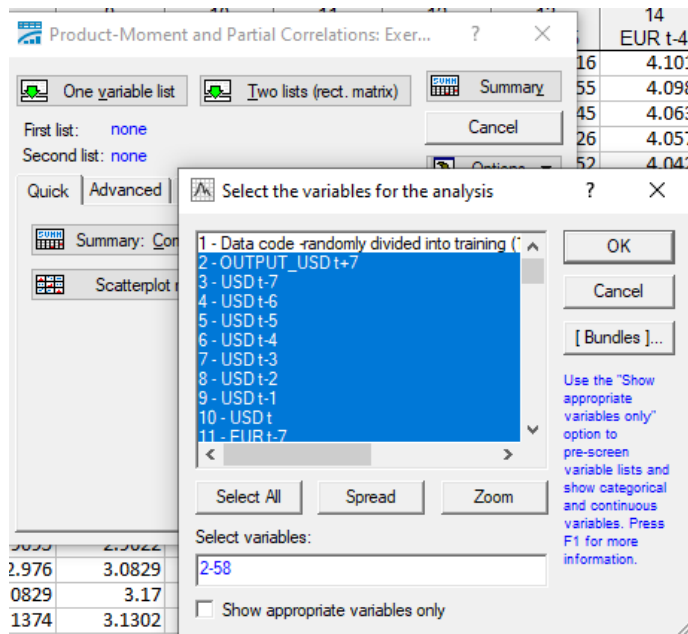 14
Product-Moment and Partial Correlations: Exer... ?
EUR t-4
16 4.101
One variable list Two lists (rect. matrix) Summary
55 4.098
First list: none Cancel
45 4.063
26 4.057
Second list: none
Options 52 4.042
Quick Advanced
Select the variables for the analysis ?
Summary: Cor
Scatterplot
1 - Data code -randomly divided into training (
2 - OUTPUT_USD t+7
3 - USD t-7
4 - USD t-6
5 - USD t-5
6 - USD t-4
7 - USD t-3
8 - USD t-2
9 - USD t-1
10 - USD t
11 - EUR t-7
OK
Cancel
[ Bundles ]...
Use the "Show
appropriate
variables only"
option to
pre-screen
variable lists and
show categorical
and continuous
variables. Press
F1 for more
information.
Select All Spread Zoom
Select variables:
2-58
Show appropriate variables only
2.976 3.0829
0829 3.17
1374 3.1302